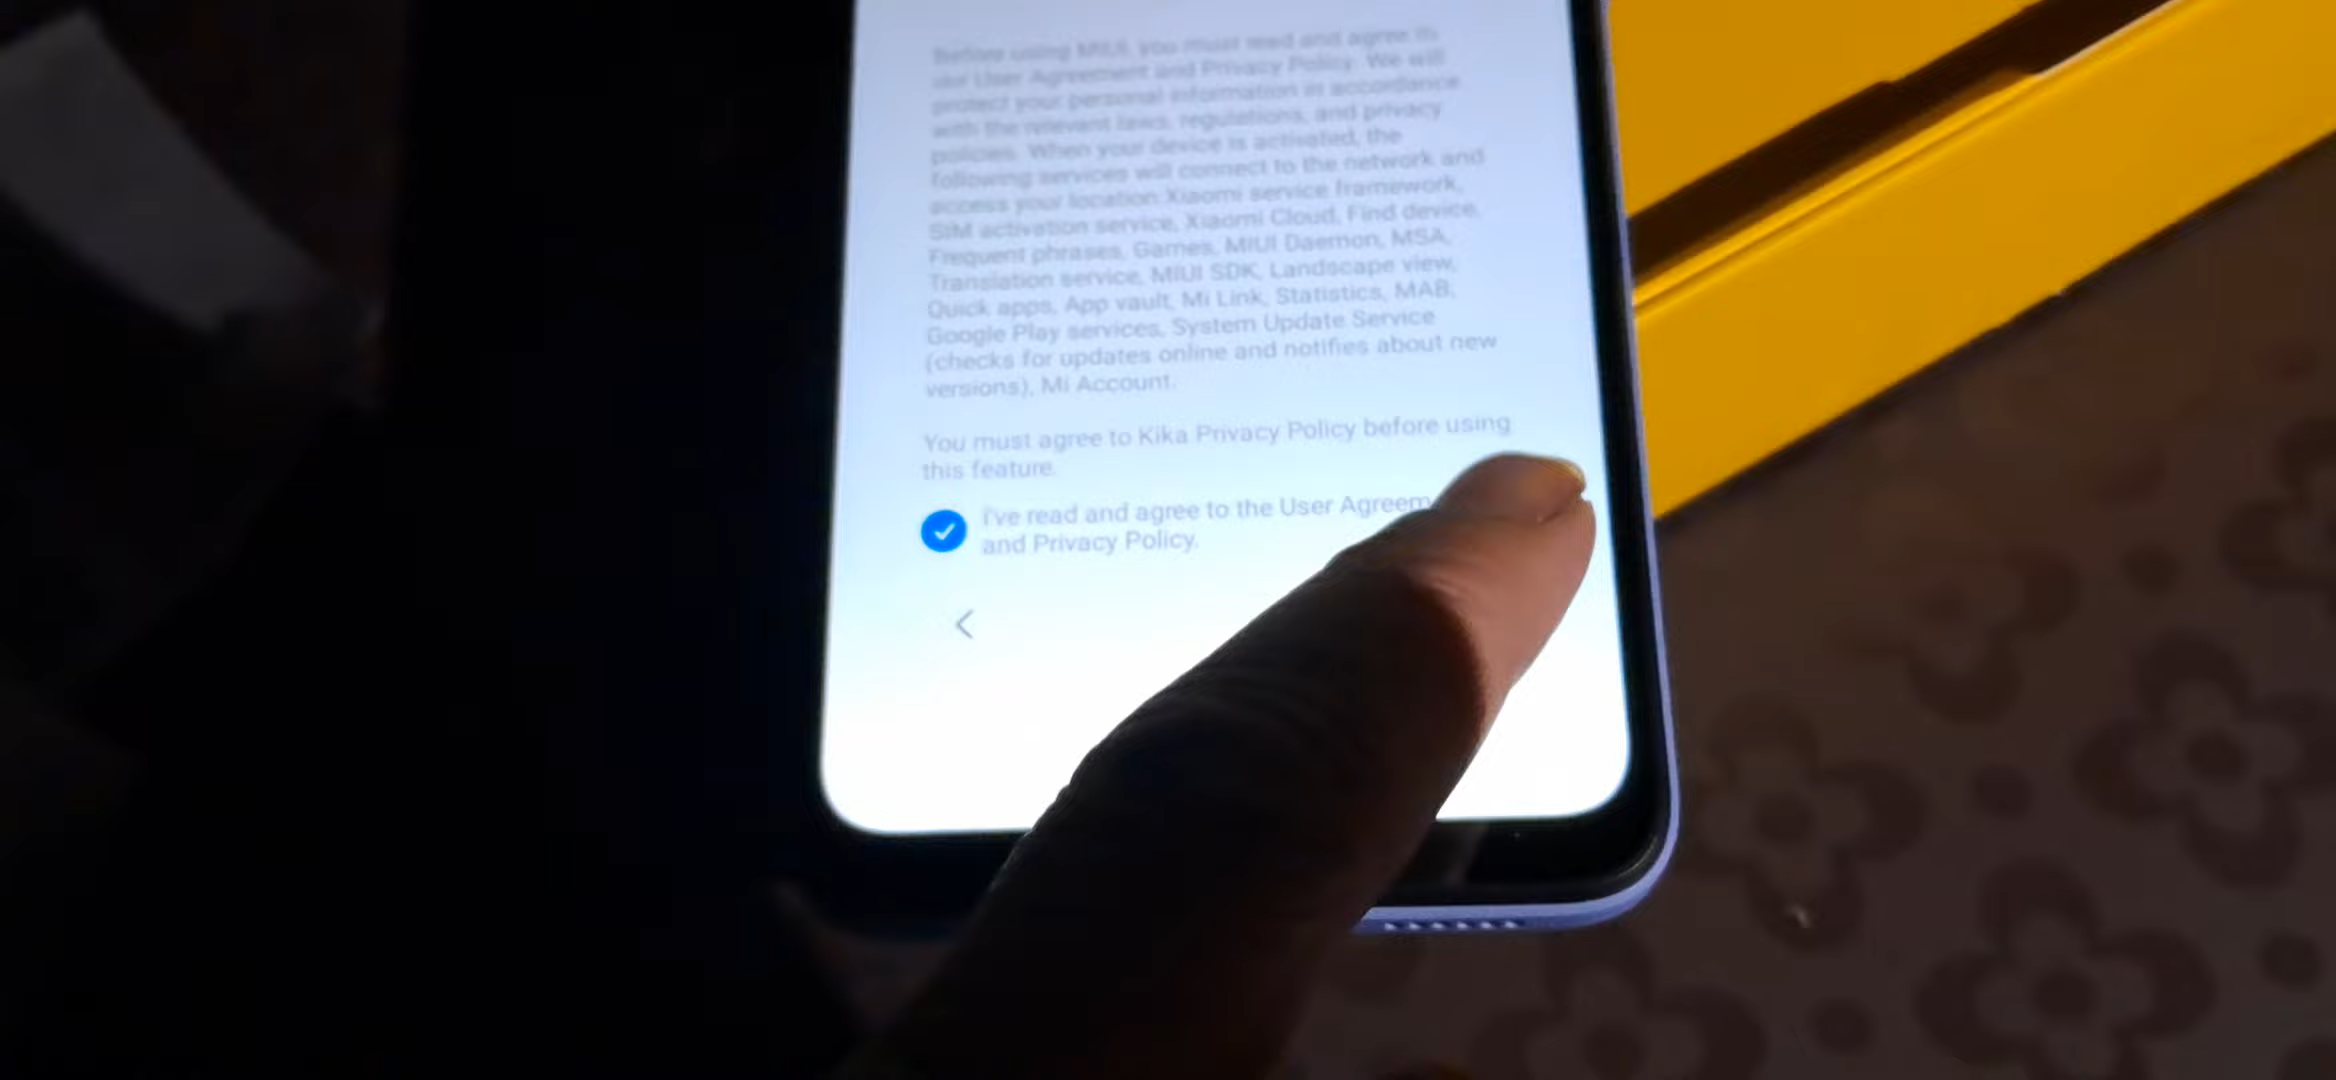 Before using MIUI, you must read and agree to
our User Agreement and Privacy Policy. We will
protect your personal information in accordance
with the relevant laws, regulations, and privacy
policies. When your device is activated, the
following services will connect to the network and
access your location:Xiaomi service framework,
SIM activation service, Xiaomi Cloud, Find device,
Frequent phrases, Games, MIUI Daemon, MSA,
Translation service, MIUI SDK, Landscape view,
Quick apps, App vault, Mi Link, Statistics, MAB,
Google Play services, System Update Service
(checks for updates online and notifies about new
versions), Mi Account.
You must agree to Kika Privacy Policy before using
this feature.
I've read and agree to the User Agreem
and Privacy Policy.